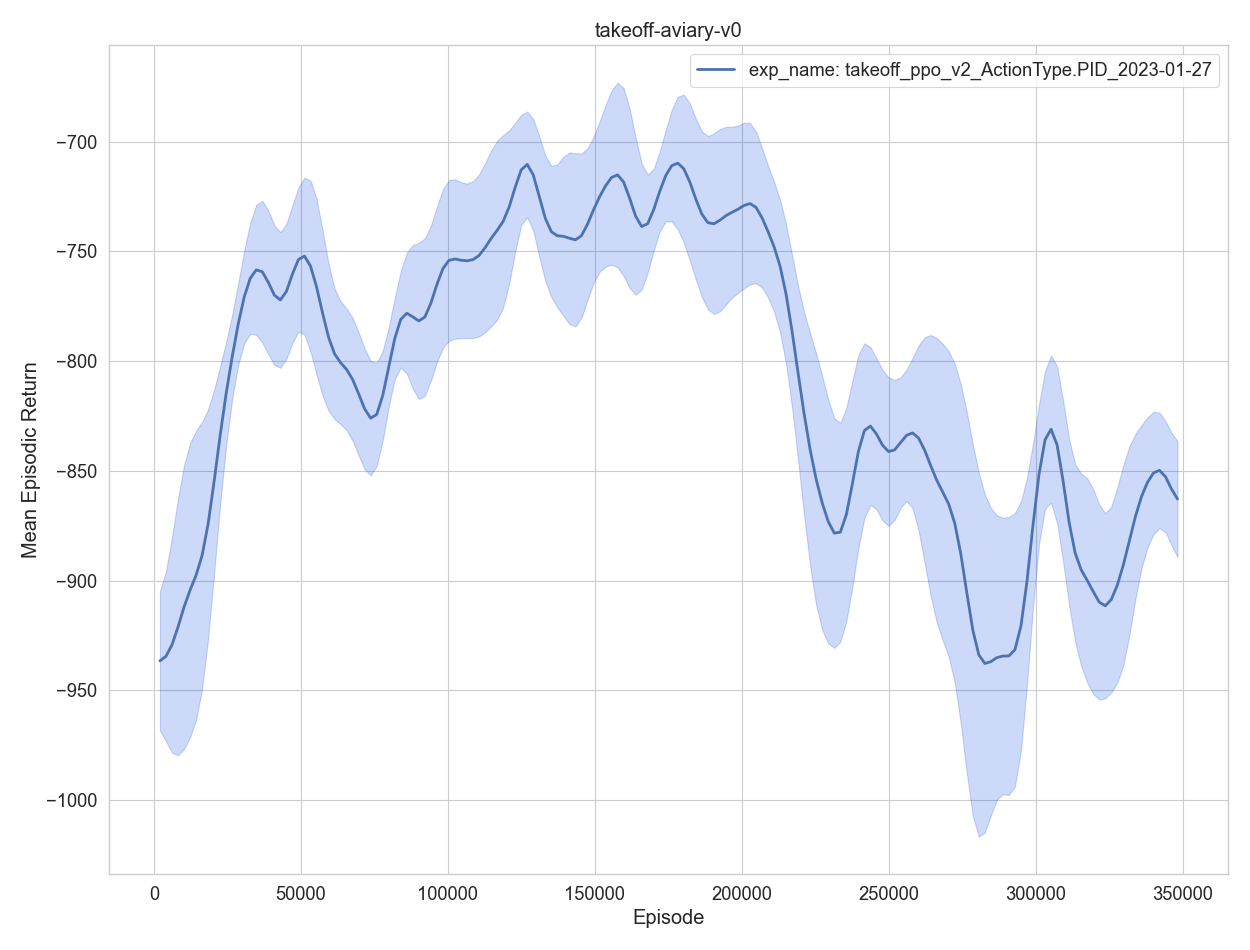 takeoff-aviary-v0
exp_name: takeoff_ppo_v2_ActionType.PID_2023-01-27
Mean Episodic Return
−700
−750
−800
−850
−900
−950
−1000
0 50000 100000 150000 200000 250000 300000 350000
Episode